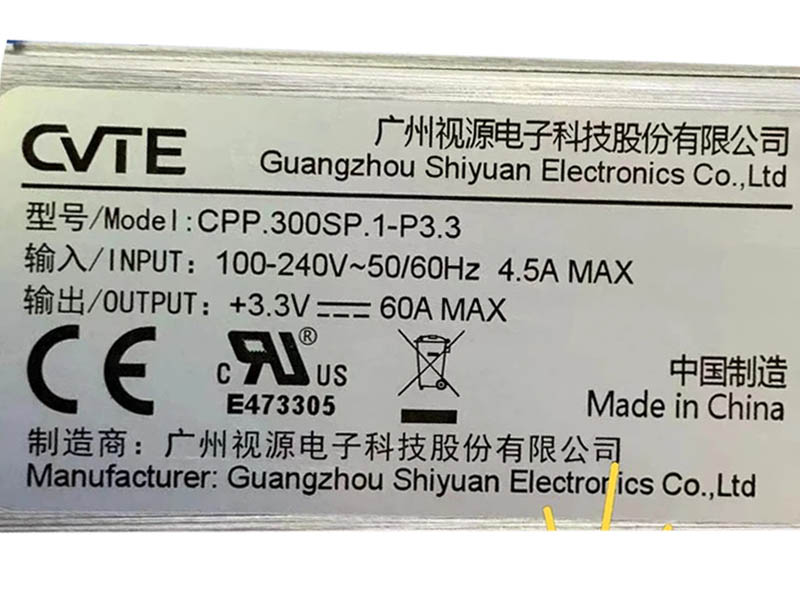 CVTE
广州视源电子科技股份有限公司
Guangzhou Shiyuan Electronics Co.,Ltd
型号/Model:CPP.300SP.1-P3.3
输入/INPUT: 100-240V~50/60Hz 4.5A MAX
输出/OUTPUT: +3.3V⎓60A MAX
CE
c RU® US
E473305
中国制造
Made in China
制造商: 广州视源电子科技股份有限公司
Manufacturer: Guangzhou Shiyuan Electronics Co.,Ltd